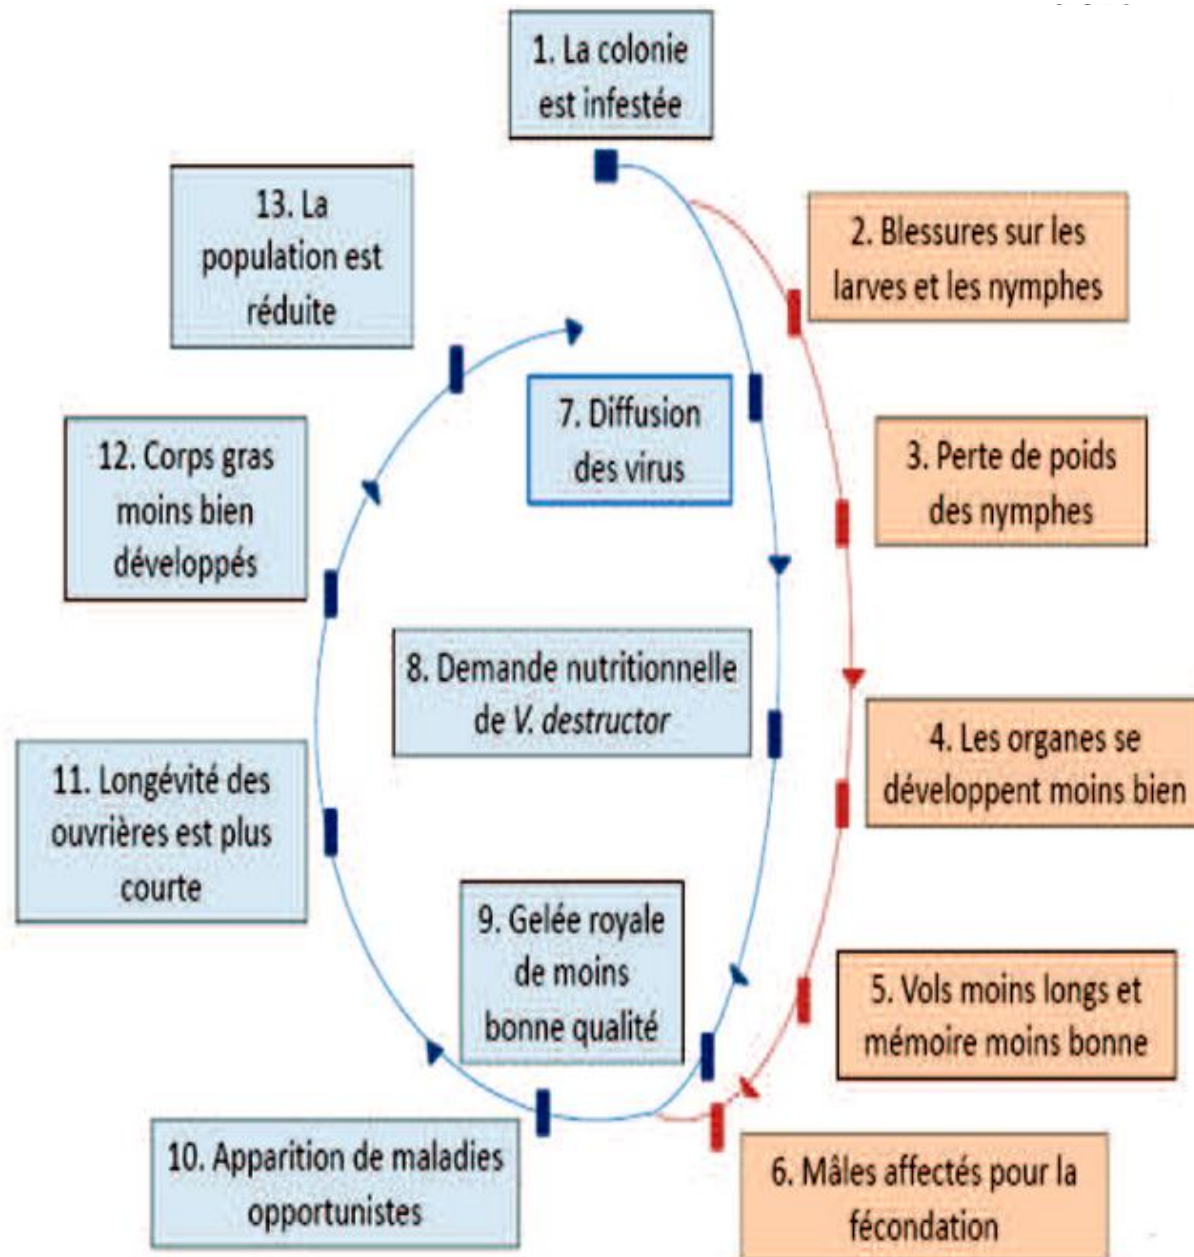 1. La colonie
est infestée
2. Blessures sur les
larves et les nymphes
3. Perte de poids
des nymphes
4. Les organes se
développent moins bien
5. Vols moins longs et
mémoire moins bonne
6. Mâles affectés pour la
fécondation
7. Diffusion
des virus
8. Demande nutritionnelle
de V. destructor
9. Gelée royale
de moins
bonne qualité
10. Apparition de maladies
opportunistes
11. Longévité des
ouvrières est plus
courte
12. Corps gras
moins bien
développés
13. La
population est
réduite